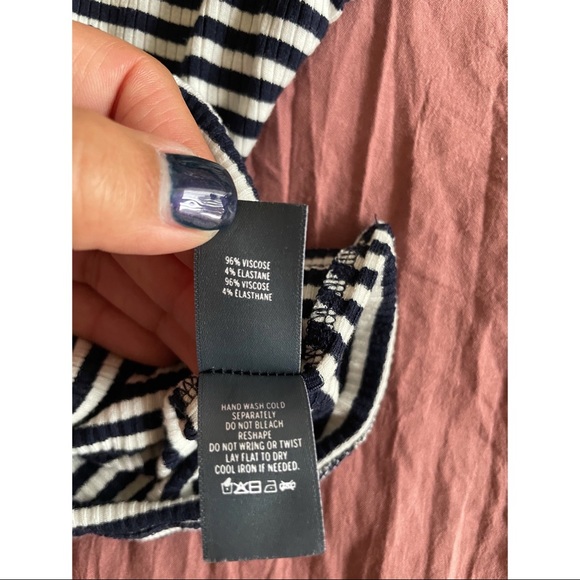 96% VISCOSE
4% ELASTANE
96% VISCOSE
4% ELASTHANE
HAND WASH COLD
SEPARATELY
DO NOT BLEACH
RESHAPE
DO NOT WRING OR TWIST
LAY FLAT TO DRY
COOL IRON IF NEEDED.